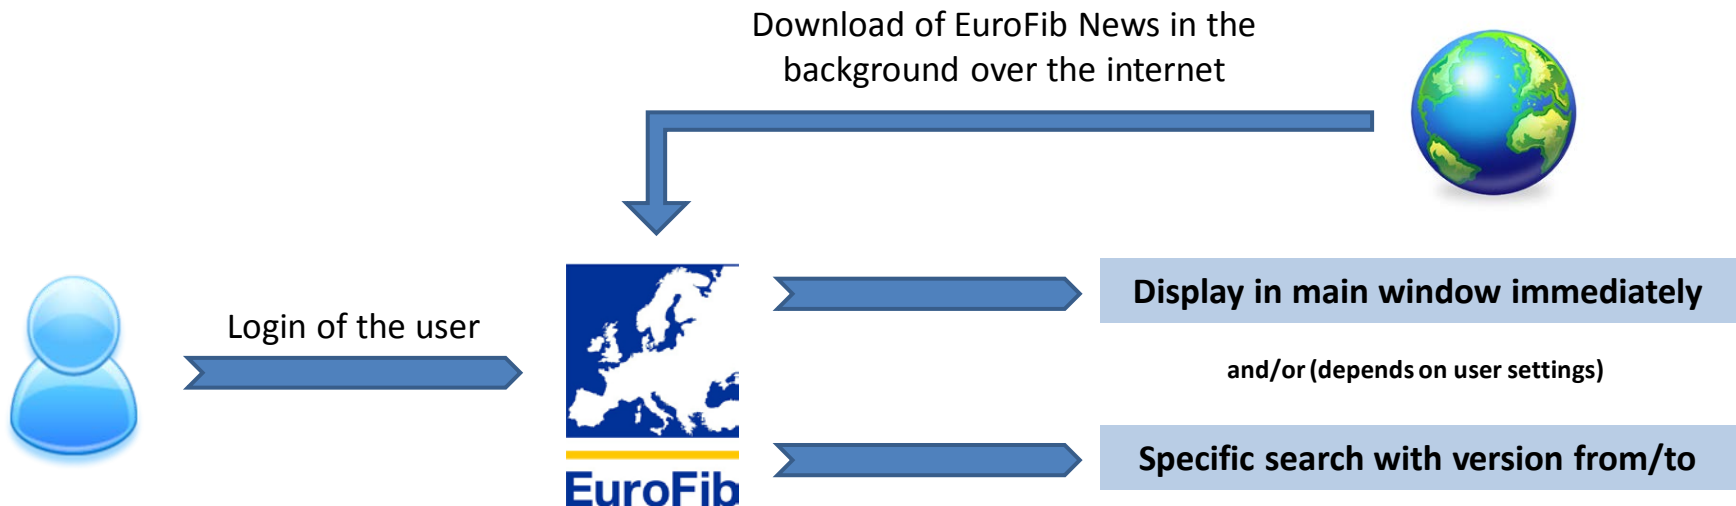 Download of EuroFib News in the
background over the internet
Login of the user
Display in main window immediately
and/or (depends on user settings)
Specific search with version from/to
EuroFib